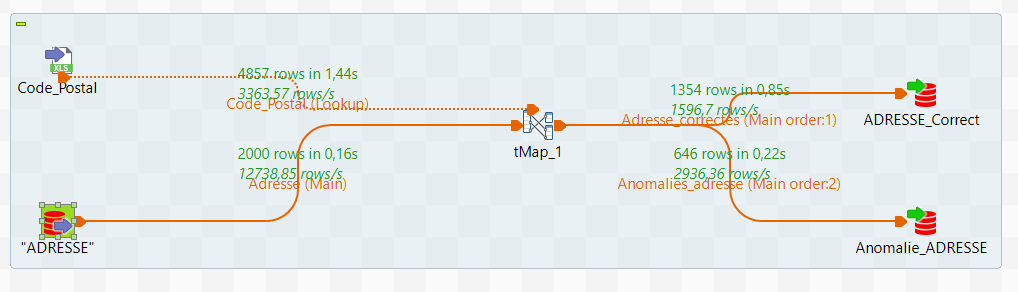 XLS
Code_Postal
4857 rows in 1,44s
3363,57 rows/s
Code_Postal (Lookup)
1354 rows in 0,85s
1596,7 rows/s
Adresse_correctes (Main order:1)
ADRESSE_Correct
tMap_1
2000 rows in 0,16s
12738,85 rows/s
Adresse (Main)
646 rows in 0,22s
2936,36 rows/s
Anomalies_adresse (Main order:2)
"ADRESSE"
Anomalie_ADRESSE